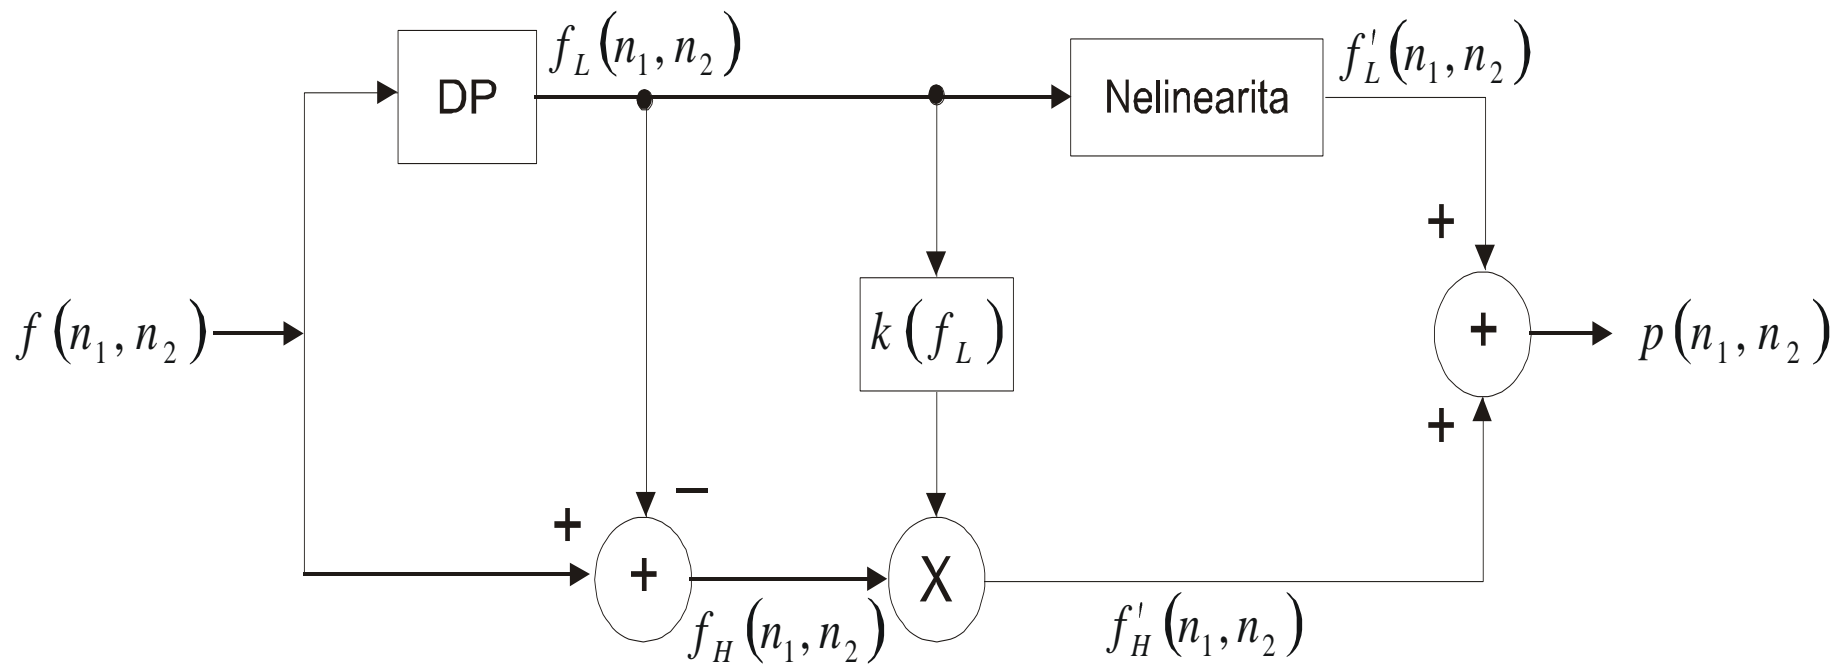 f_L(n_1, n_2)
f'_L(n_1, n_2)
DP
Nelinearita
+
f(n_1, n_2)
k(f_L)
+
p(n_1, n_2)
+
−
+
+
X
f_H(n_1, n_2)
f'_H(n_1, n_2)